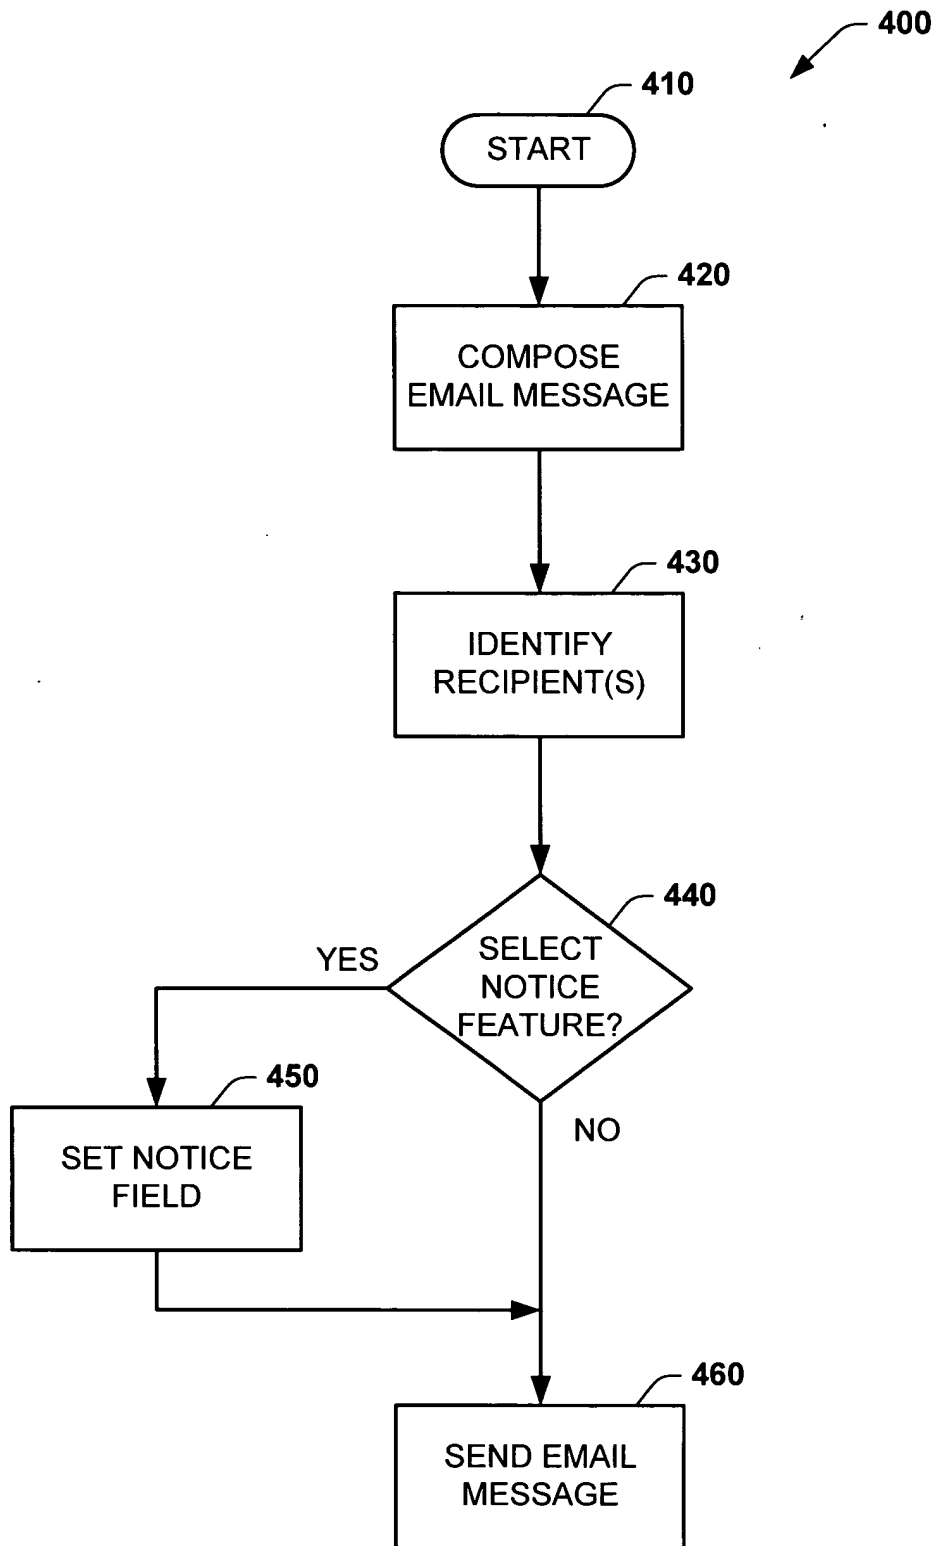 400
410
START
420
COMPOSE
EMAIL MESSAGE
430
IDENTIFY
RECIPIENT(S)
440
SELECT
NOTICE
FEATURE?
YES
NO
450
SET NOTICE
FIELD
460
SEND EMAIL
MESSAGE